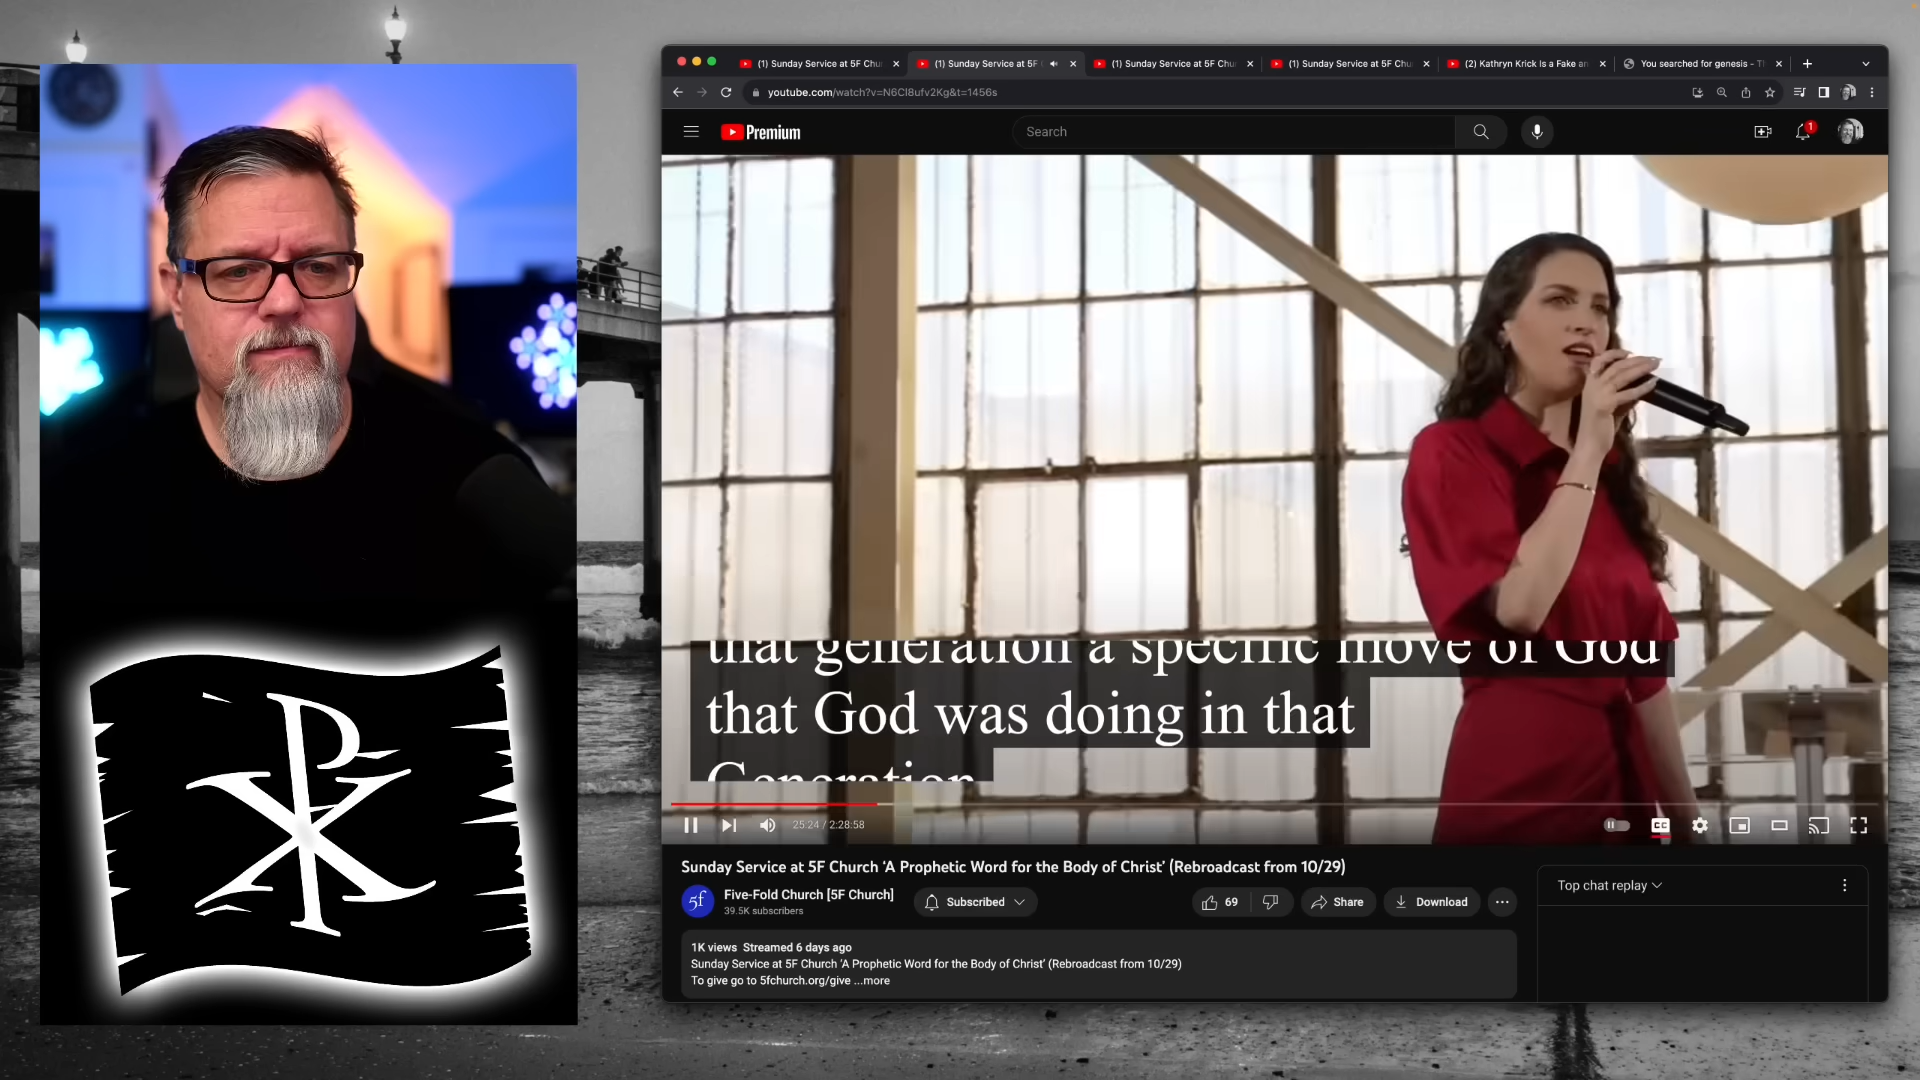 (1) Sunday Service at 5F Chu
(1) Sunday Service at 5F
(1) Sunday Service at 5F Chu
(1) Sunday Service at 5F Chu
(2) Kathryn Krick Is a Fake an
You searched for genesis - Th
youtube.com/watch?v=N6Cl8ufv2Kg&t=1456s
Premium
Search
1
that generation a specific move of God
that God was doing in that
Generation
25:24 / 2:28:58
CC
Sunday Service at 5F Church 'A Prophetic Word for the Body of Christ' (Rebroadcast from 10/29)
5f
Five-Fold Church [5F Church]
39.5K subscribers
Subscribed
69
Share
Download
Top chat replay
1K views Streamed 6 days ago
Sunday Service at 5F Church 'A Prophetic Word for the Body of Christ' (Rebroadcast from 10/29)
To give go to 5fchurch.org/give ...more